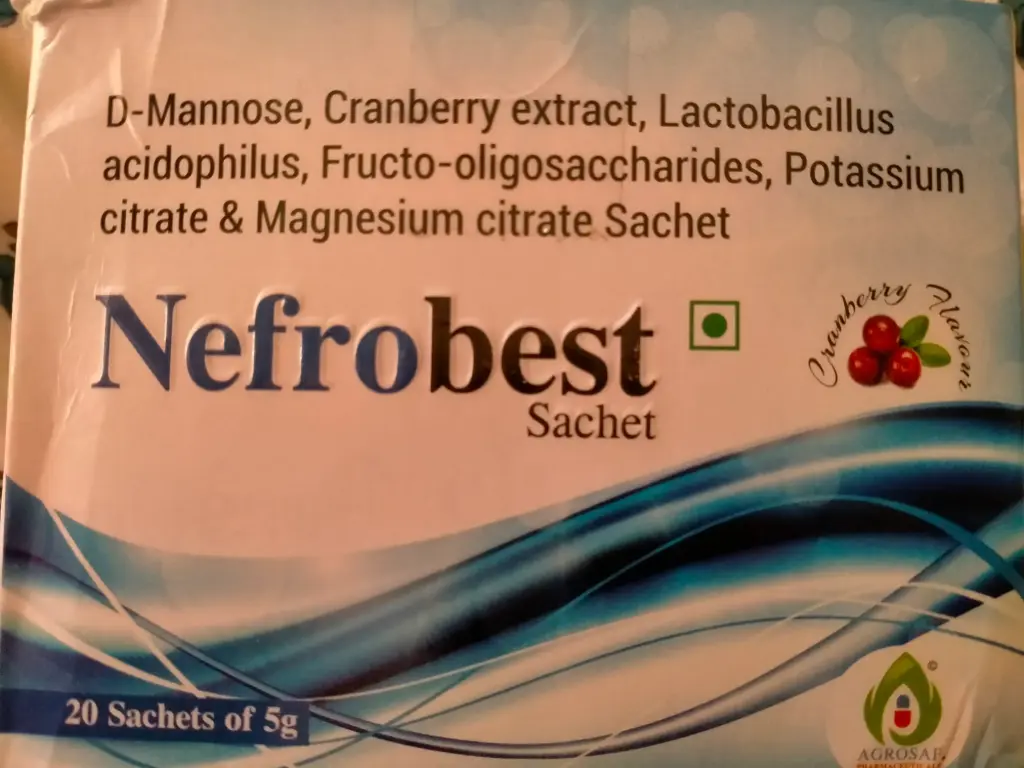 D-Mannose, Cranberry extract, Lactobacillus
acidophilus, Fructo-oligosaccharides, Potassium
citrate & Magnesium citrate Sachet
Nefrobest
Sachet
Cranberry Flavour
20 Sachets of 5g
©
PHARMACEUTICALS